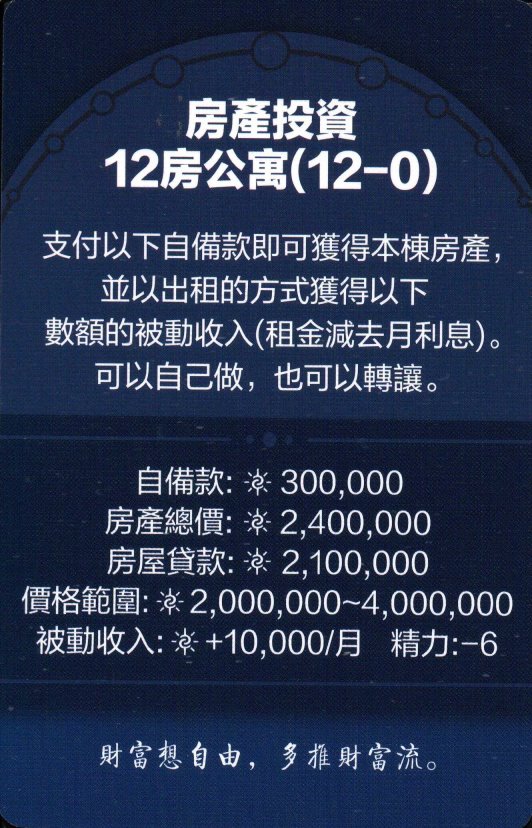 房產投資
12房公寓(12-0)
支付以下自備款即可獲得本棟房產，
並以出租的方式獲得以下
數額的被動收入(租金減去月利息)。
可以自己做，也可以轉讓。
自備款: 300,000
房產總價: 2,400,000
房屋貸款: 2,100,000
價格範圍: 2,000,000~4,000,000
被動收入: +10,000/月 精力:-6
財富想自由，多推財富流。